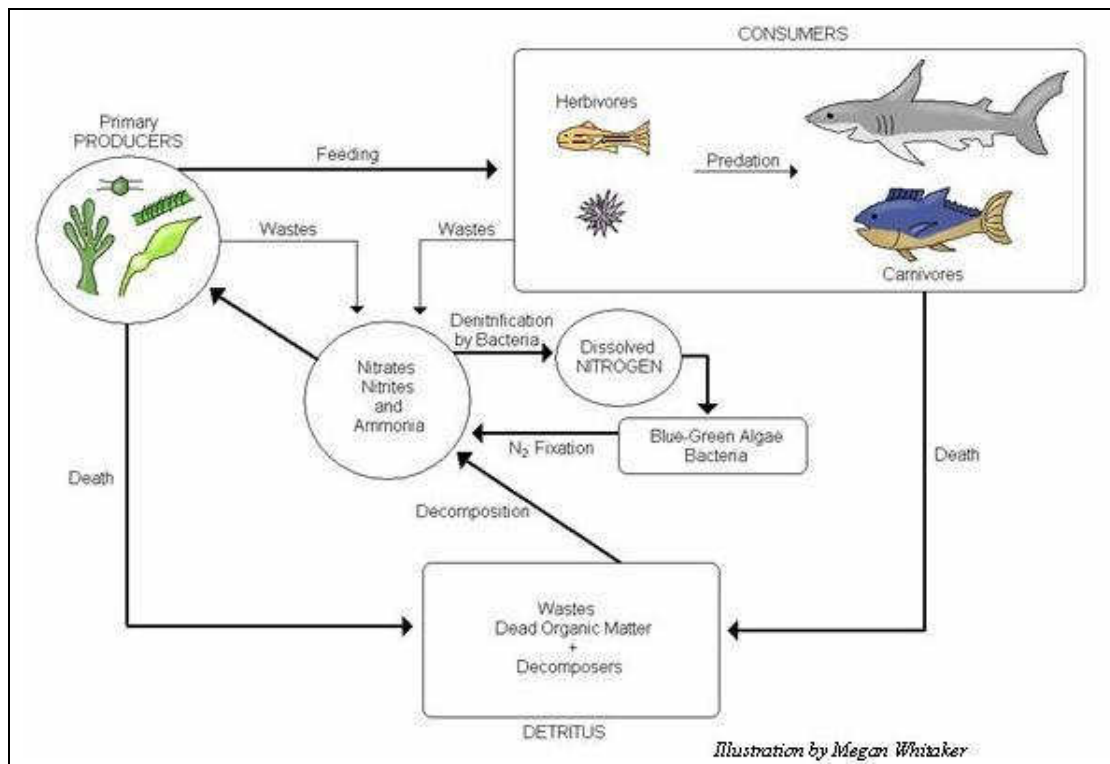 CONSUMERS
Primary
PRODUCERS
Herbivores
Feeding
Predation
Wastes
Wastes
Carnivores
Denitrification
by Bacteria
Dissolved
NITROGEN
Nitrates
Nitrites
and
Ammonia
Blue-Green Algae
Bacteria
N₂ Fixation
Death
Death
Decomposition
Wastes
Dead Organic Matter
+
Decomposers
DETRITUS
Illustration by Megan Whitaker